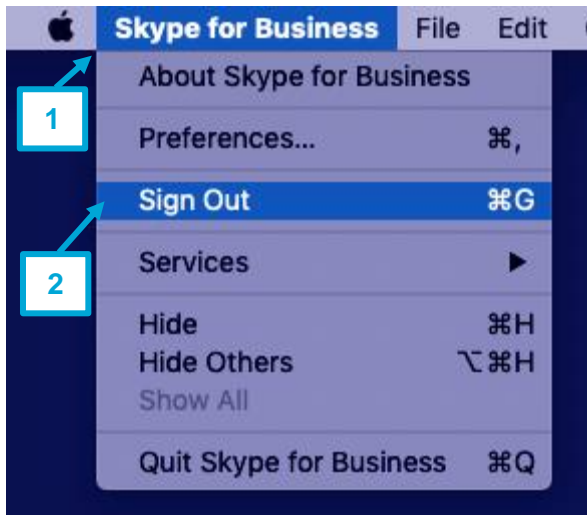 Skype for Business File Edit
1
About Skype for Business
Preferences... ⌘,
Sign Out ⌘G
2
Services ▶
Hide ⌘H
Hide Others ⌥⌘H
Show All
Quit Skype for Business ⌘Q